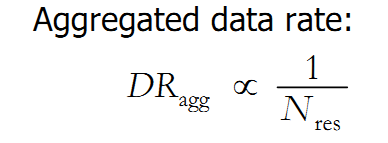 Aggregated data rate:
DR_agg ∝ 1/N_res